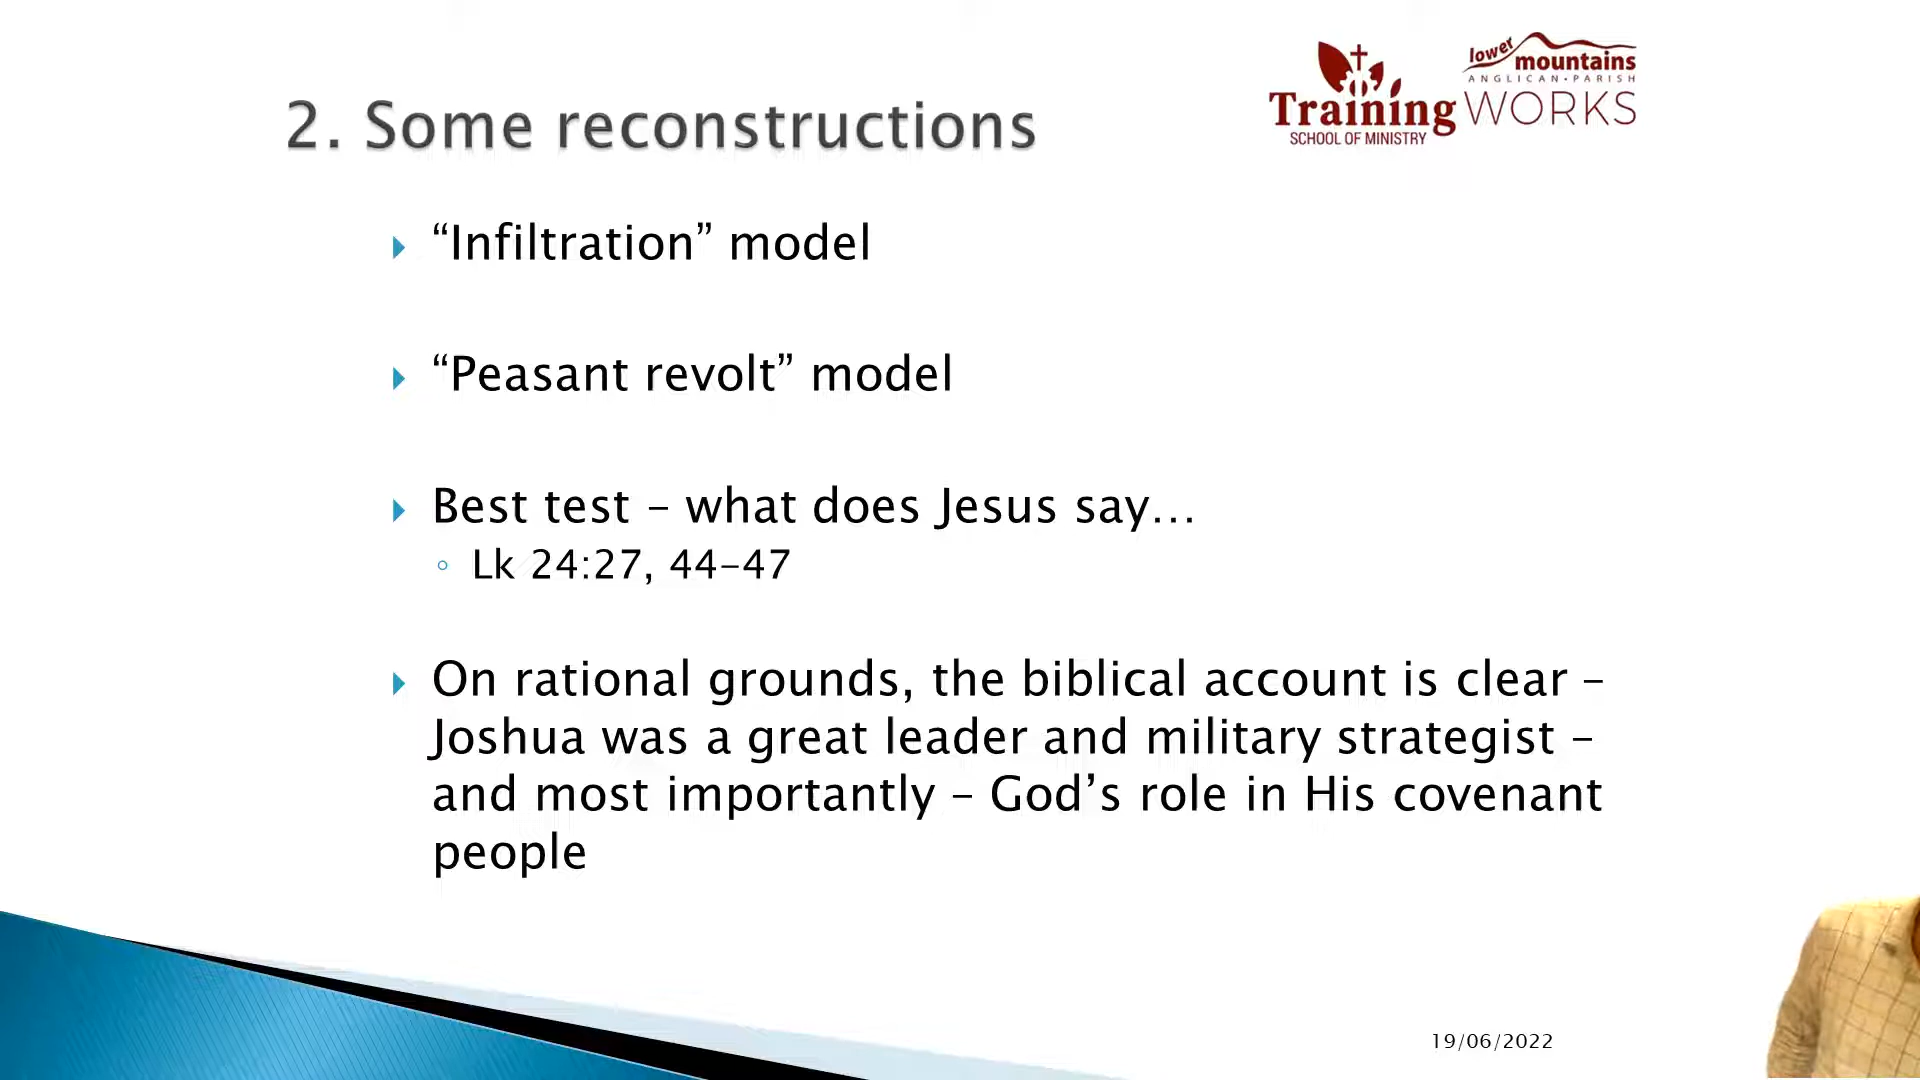 2. Some reconstructions
Training
SCHOOL OF MINISTRY
lower
mountains
ANGLICAN•PARISH
WORKS
“Infiltration” model
“Peasant revolt” model
Best test – what does Jesus say…
Lk 24:27, 44-47
On rational grounds, the biblical account is clear –
Joshua was a great leader and military strategist –
and most importantly – God’s role in His covenant
people
19/06/2022